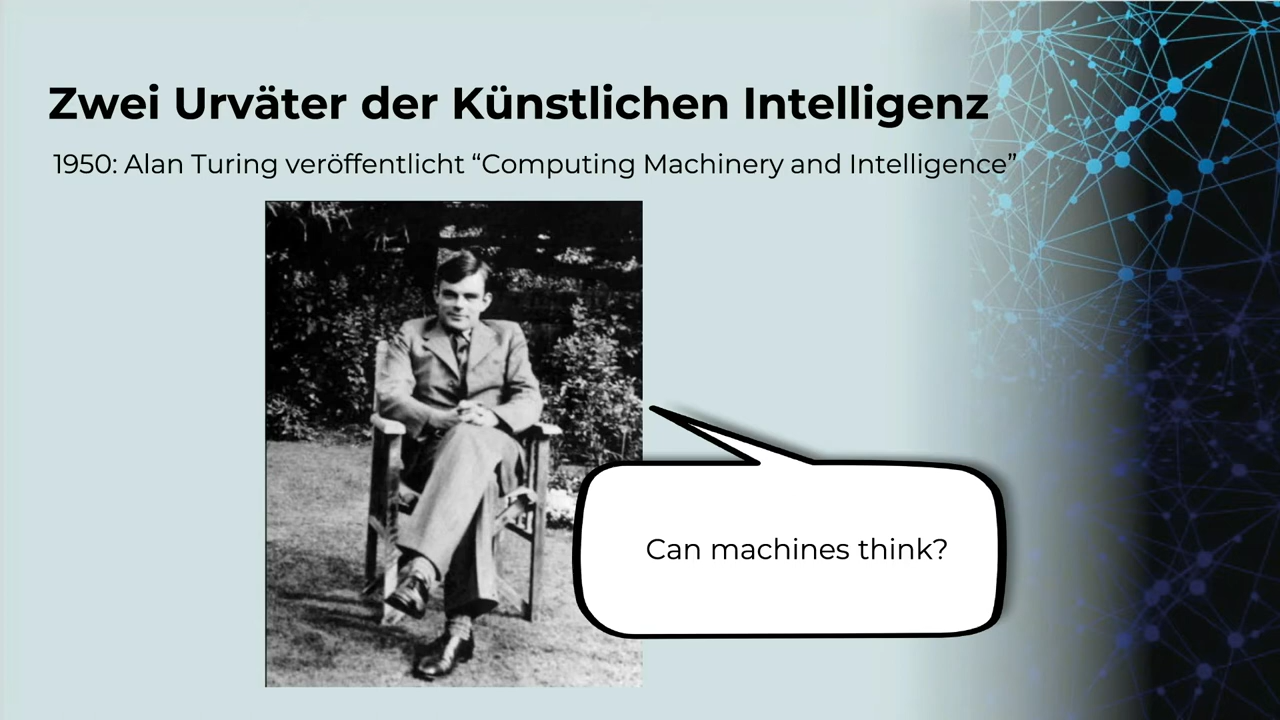 Zwei Urväter der Künstlichen Intelligenz
1950: Alan Turing veröffentlicht “Computing Machinery and Intelligence”
Can machines think?